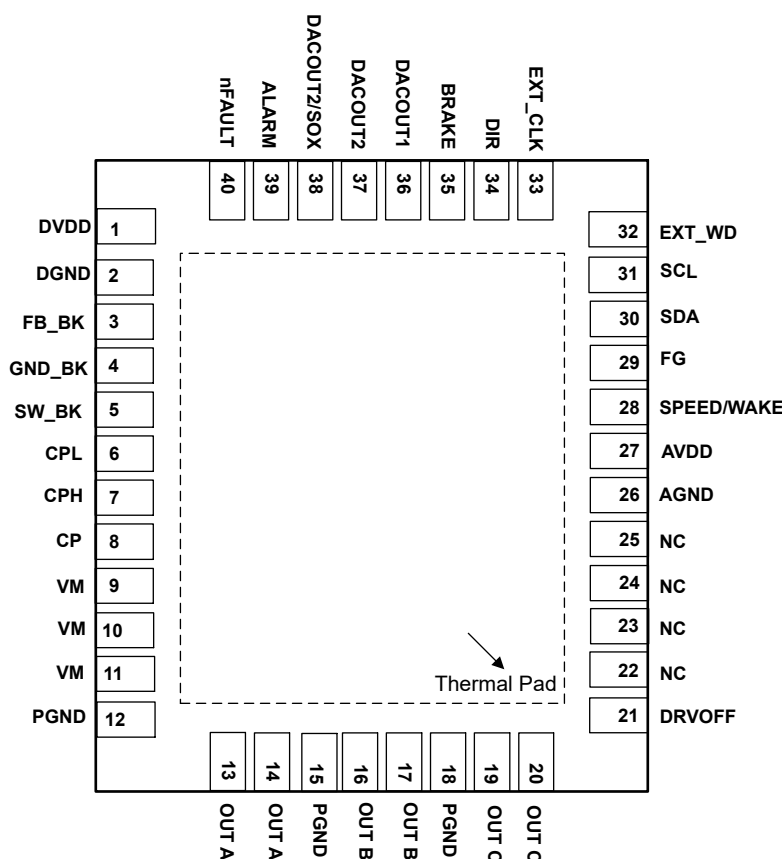 nFAULT
ALARM
DACOUT2/SOX
DACOUT2
DACOUT1
BRAKE
DIR
EXT_CLK
40
39
38
37
36
35
34
33
DVDD 1
DGND 2
FB_BK 3
GND_BK 4
SW_BK 5
CPL 6
CPH 7
CP 8
VM 9
VM 10
VM 11
PGND 12
32 EXT_WD
31 SCL
30 SDA
29 FG
28 SPEED/WAKE
27 AVDD
26 AGND
25 NC
24 NC
23 NC
22 NC
21 DRVOFF
Thermal Pad
13
14
15
16
17
18
19
20
OUT A
OUT A
PGND
OUT B
OUT B
PGND
OUT C
OUT C